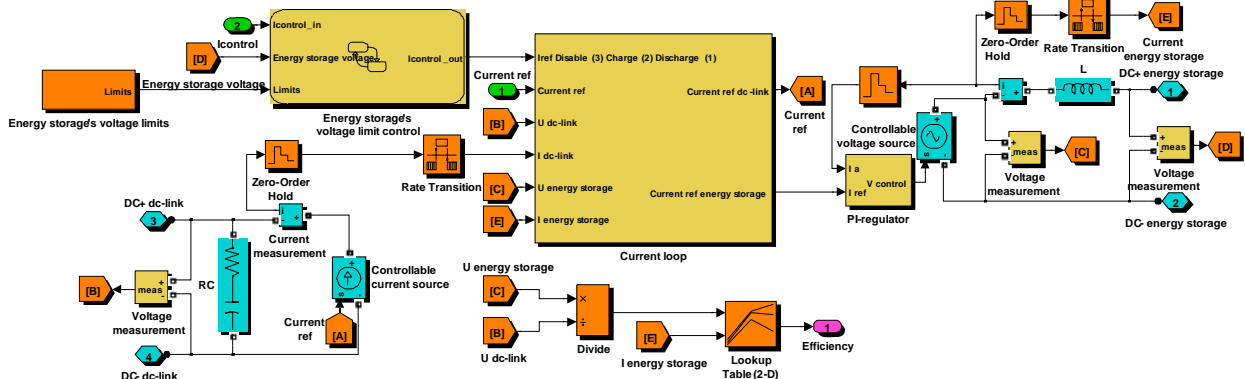 2
Icontrol
[D]
Energy storage voltage
Limits
Energy storage's voltage limits
Icontrol_in
Energy storage voltage
Limits
Icontrol_out
Energy storage's
voltage limit control
Current ref
1
[B]
[C]
[E]
Iref Disable (3) Charge (2) Discharge (1)
Current ref
U dc-link
I dc-link
U energy storage
I energy storage
Current ref dc-link
Current ref energy storage
Current loop
[A]
Current
ref
Zero-Order
Hold
Rate Transition
[E]
Current
energy storage
DC+ energy storage
1
L
i
+
-
Controllable
voltage source
+
s
-
I a
I ref
V control
PI-regulator
+
-
meas
[C]
Voltage
measurement
+
-
meas
[D]
Voltage
measurement
2
DC- energy storage
Zero-Order
Hold
Rate Transition
DC+ dc-link
3
i
+
-
Current
measurement
RC
[B]
meas
+
-
Voltage
measurement
4
DC- dc-link
+
s
-
Controllable
current source
Current
ref
[A]
U energy storage
[C]
[B]
U dc-link
×
÷
Divide
[E]
I energy storage
Lookup
Table (2-D)
1
Efficiency